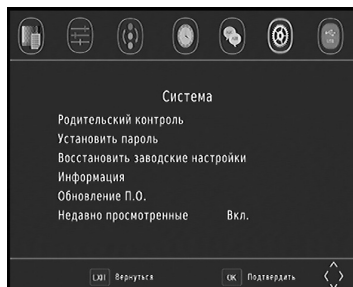 Система
Родительский контроль
Установить пароль
Восстановить заводские настройки
Информация
Обновление П.О.
Недавно просмотренные Вкл.
EXIT Вернуться OK Подтвердить